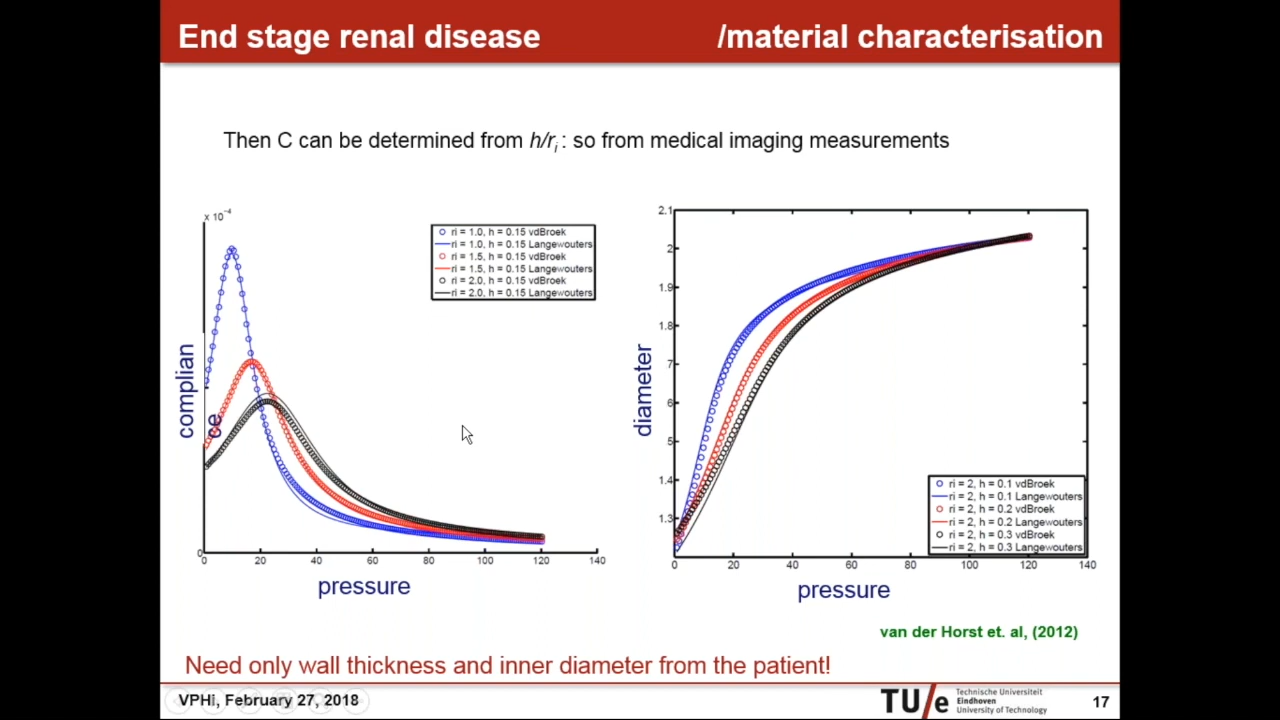 End stage renal disease
/material characterisation
Then C can be determined from h/ri : so from medical imaging measurements
x 10-4
ri = 1.0, h = 0.15 vdBroek
ri = 1.0, h = 0.15 Langewouters
ri = 1.5, h = 0.15 vdBroek
ri = 1.5, h = 0.15 Langewouters
ri = 2.0, h = 0.15 vdBroek
ri = 2.0, h = 0.15 Langewouters
complian
ce
0
0 20 40 60 80 100 120 140
pressure
2.1
2
1.9
1.8
7
6
5
1.4
1.3
diameter
ri = 2, h = 0.1 vdBroek
ri = 2, h = 0.1 Langewouters
ri = 2, h = 0.2 vdBroek
ri = 2, h = 0.2 Langewouters
ri = 2, h = 0.3 vdBroek
ri = 2, h = 0.3 Langewouters
0 20 40 60 80 100 120 140
pressure
van der Horst et. al, (2012)
Need only wall thickness and inner diameter from the patient!
VPHi, February 27, 2018
TU/e
Technische Universiteit
Eindhoven
University of Technology
17